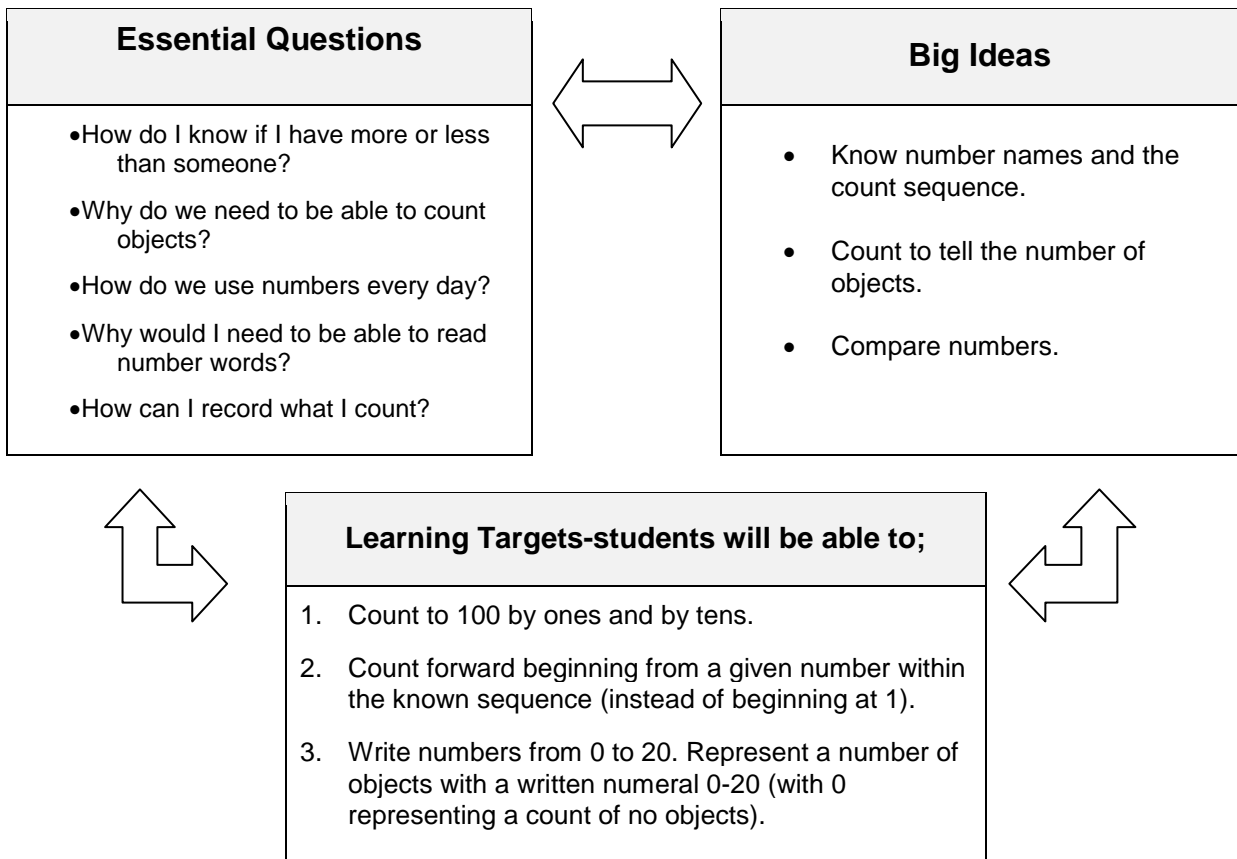 Essential Questions
•How do I know if I have more or less
than someone?
•Why do we need to be able to count
objects?
•How do we use numbers every day?
•Why would I need to be able to read
number words?
•How can I record what I count?
Big Ideas
• Know number names and the
count sequence.
• Count to tell the number of
objects.
• Compare numbers.
Learning Targets-students will be able to;
1. Count to 100 by ones and by tens.
2. Count forward beginning from a given number within
the known sequence (instead of beginning at 1).
3. Write numbers from 0 to 20. Represent a number of
objects with a written numeral 0-20 (with 0
representing a count of no objects).